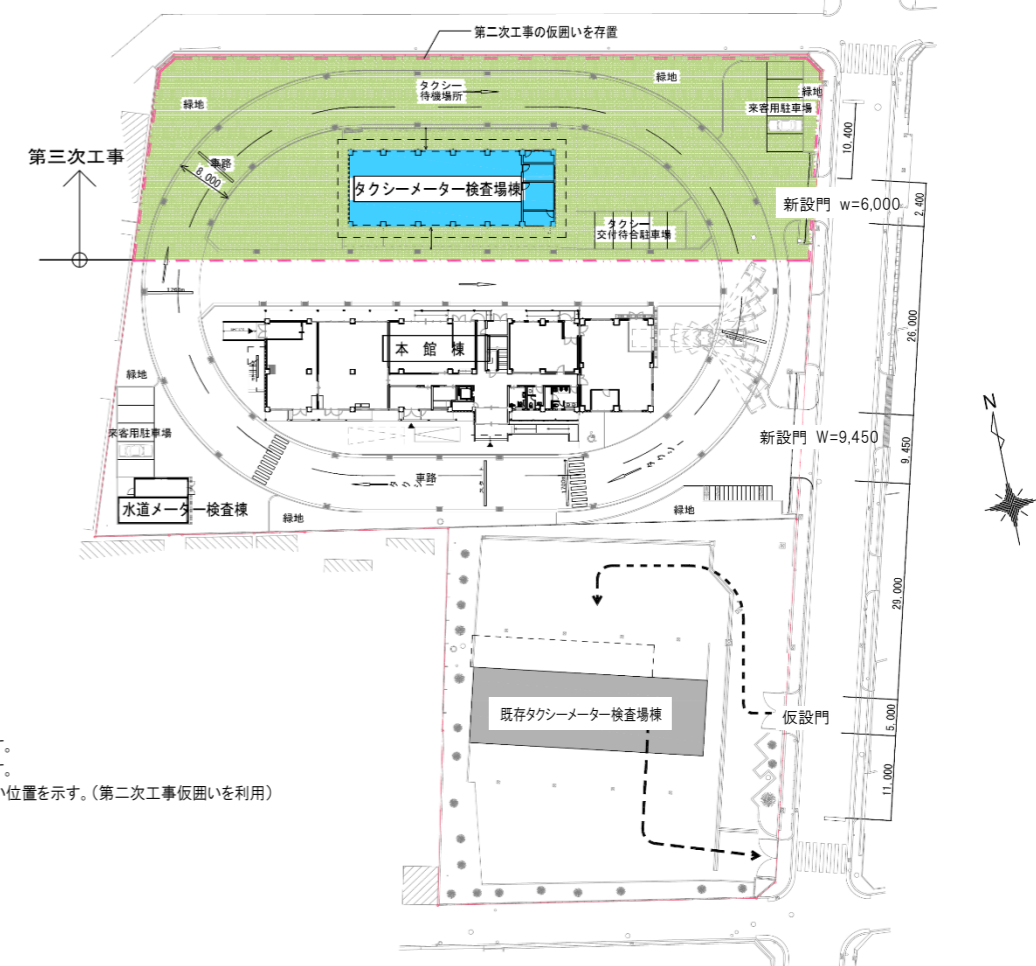 第二次工事の仮囲いを存置
タクシー
待機場所
緑地
緑地
緑地
来客用駐車場
第三次工事
車路
8,000
タクシーメーター検査場棟
タクシー
交付待合駐車場
10,400
新設門 w=6,000
2,400
26,000
本 館 棟
緑地
来客用駐車場
新設門 W=9,450
9,450
N
車路
タクシー
水道メーター検査棟
緑地
緑地
29,000
既存タクシーメーター検査場棟
仮設門
5,000
11,000
。
。
い位置を示す。(第二次工事仮囲いを利用)